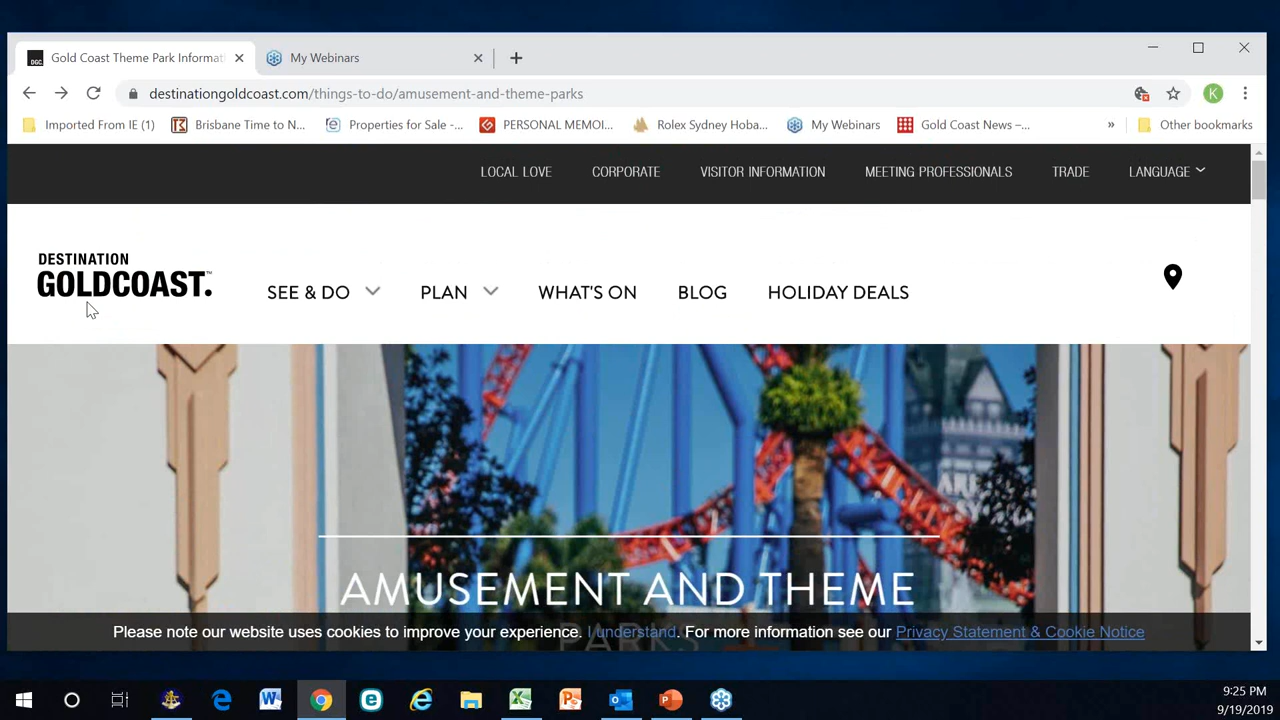 Gold Coast Theme Park Informat
My Webinars
destinationgoldcoast.com/things-to-do/amusement-and-theme-parks
K
Imported From IE (1)
Brisbane Time to N...
Properties for Sale -...
PERSONAL MEMOI...
Rolex Sydney Hoba...
My Webinars
Gold Coast News –...
»
Other bookmarks
LOCAL LOVE
CORPORATE
VISITOR INFORMATION
MEETING PROFESSIONALS
TRADE
LANGUAGE
DESTINATION
GOLDCOAST.™
SEE & DO
PLAN
WHAT'S ON
BLOG
HOLIDAY DEALS
AMUSEMENT AND THEME
PARKS
Please note our website uses cookies to improve your experience. I understand. For more information see our Privacy Statement & Cookie Notice
9:25 PM
9/19/2019